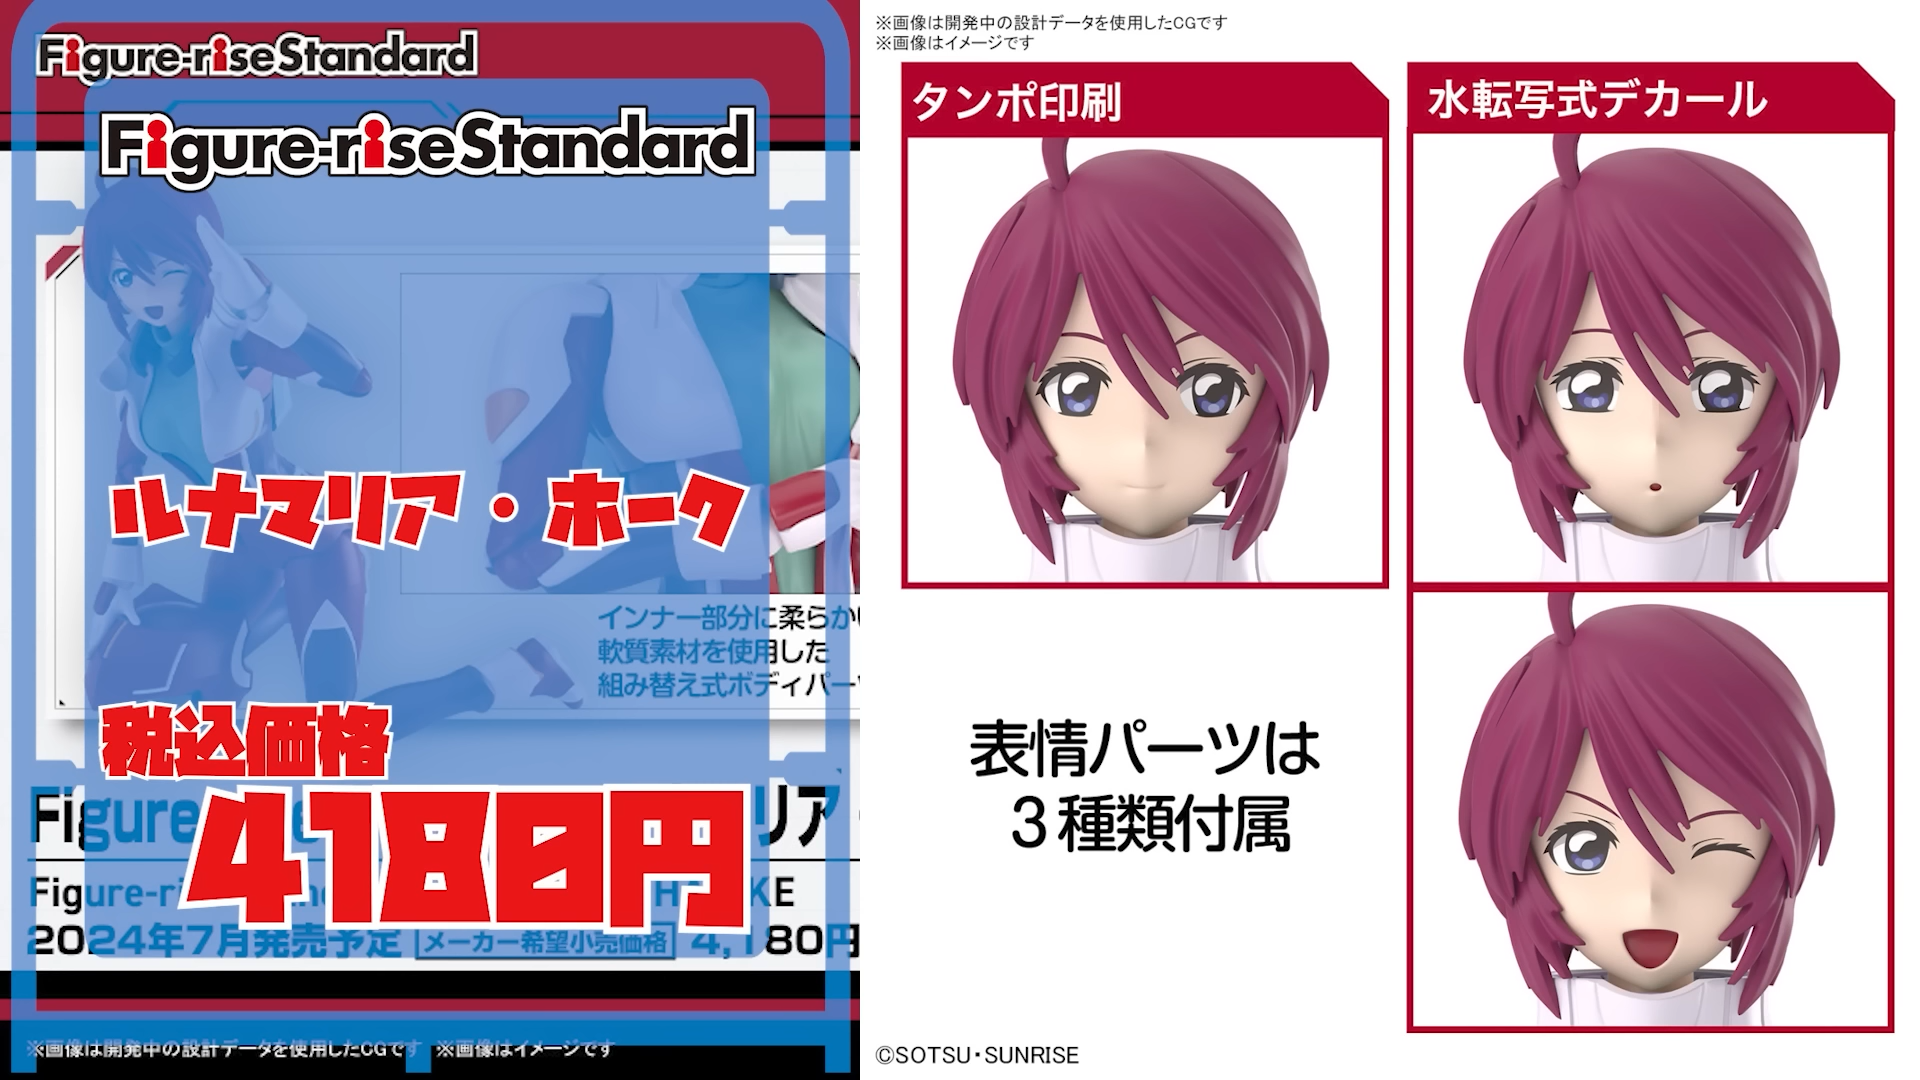 Figure-riseStandard
Figure-riseStandard
ルナマリア・ホーク
インナー部分に柔らか
軟質素材を使用した
組み替え式ボディパー
税込価格
4180円
リア
2024年7月発売予定 メーカー希望小売価格 4,180円
※画像は開発中の設計データを使用したCGです ※画像はイメージです
※画像は開発中の設計データを使用したCGです
※画像はイメージです
タンポ印刷
水転写式デカール
表情パーツは
3種類付属
©SOTSU・SUNRISE